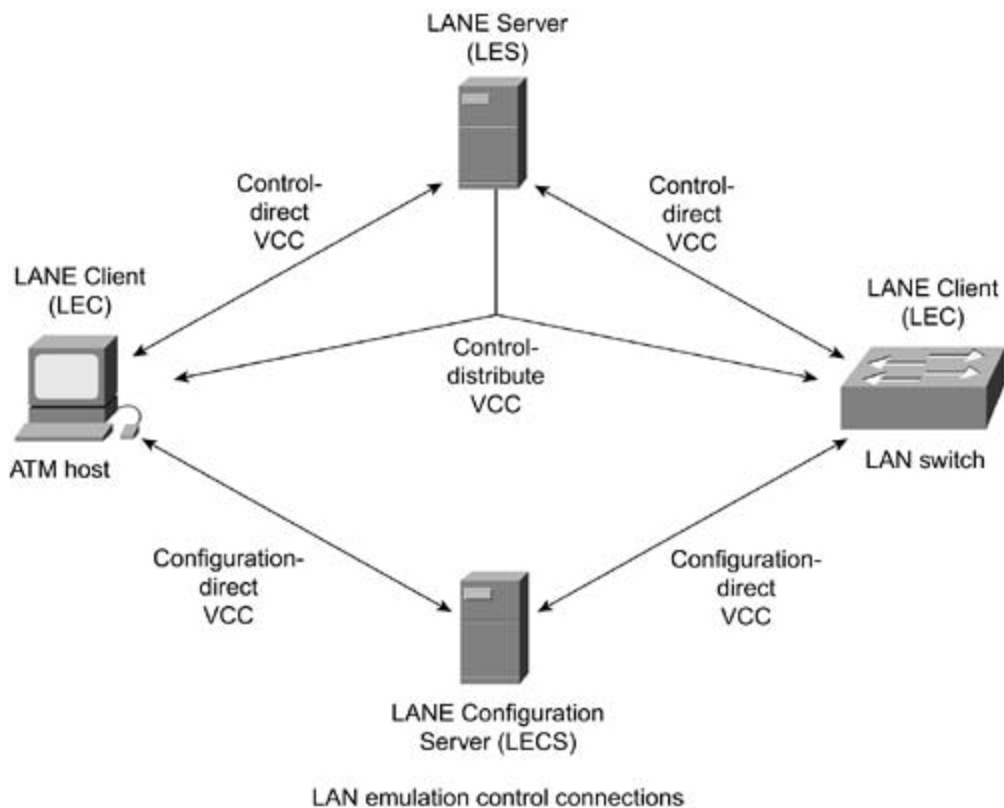 LANE Server
(LES)
Control-
direct
VCC
Control-
direct
VCC
LANE Client
(LEC)
LANE Client
(LEC)
Control-
distribute
VCC
ATM host
LAN switch
Configuration-
direct
VCC
Configuration-
direct
VCC
LANE Configuration
Server (LECS)
LAN emulation control connections